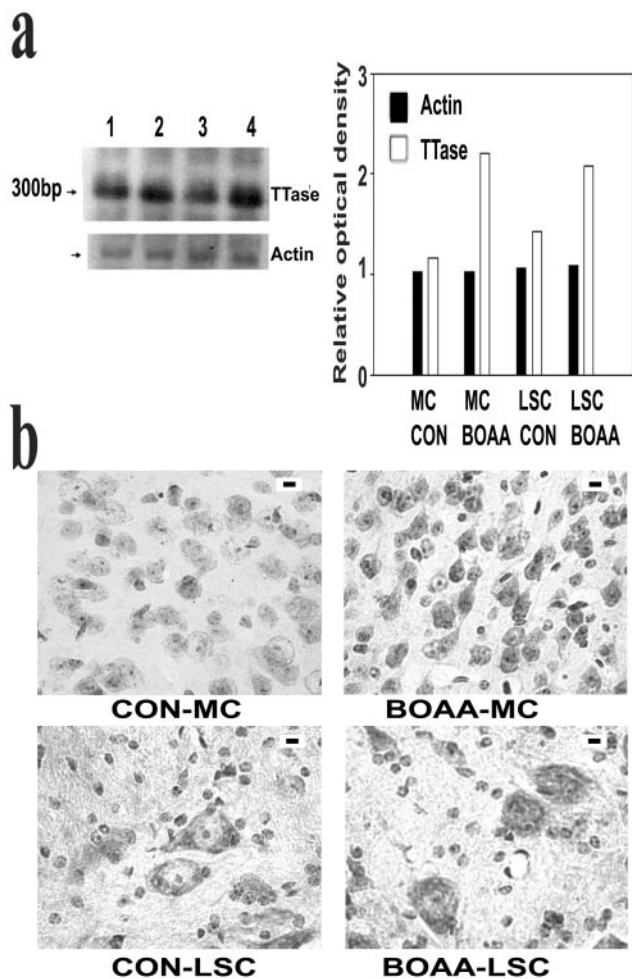 a
1 2 3 4
300bp
TTase
Actin
Relative optical density
3
2
1
0
Actin
TTase
MC
CON
MC
BOAA
LSC
CON
LSC
BOAA
b
CON-MC
BOAA-MC
CON-LSC
BOAA-LSC